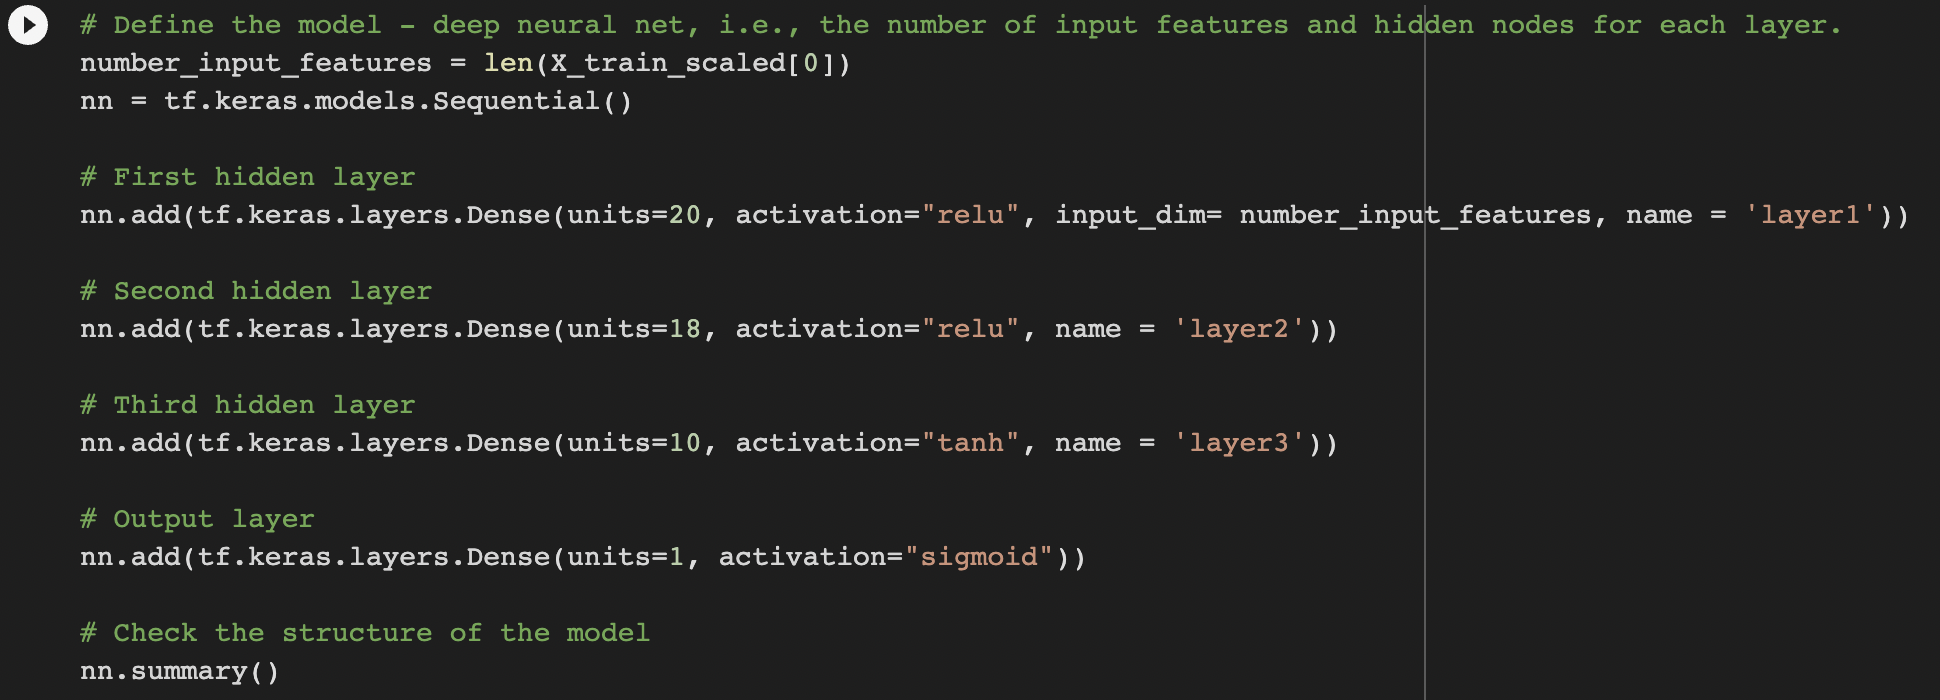 # Define the model - deep neural net, i.e., the number of input features and hidden nodes for each layer.
number_input_features = len(X_train_scaled[0])
nn = tf.keras.models.Sequential()
# First hidden layer
nn.add(tf.keras.layers.Dense(units=20, activation="relu", input_dim= number_input_features, name = 'layer1'))
# Second hidden layer
nn.add(tf.keras.layers.Dense(units=18, activation="relu", name = 'layer2'))
# Third hidden layer
nn.add(tf.keras.layers.Dense(units=10, activation="tanh", name = 'layer3'))
# Output layer
nn.add(tf.keras.layers.Dense(units=1, activation="sigmoid"))
# Check the structure of the model
nn.summary()